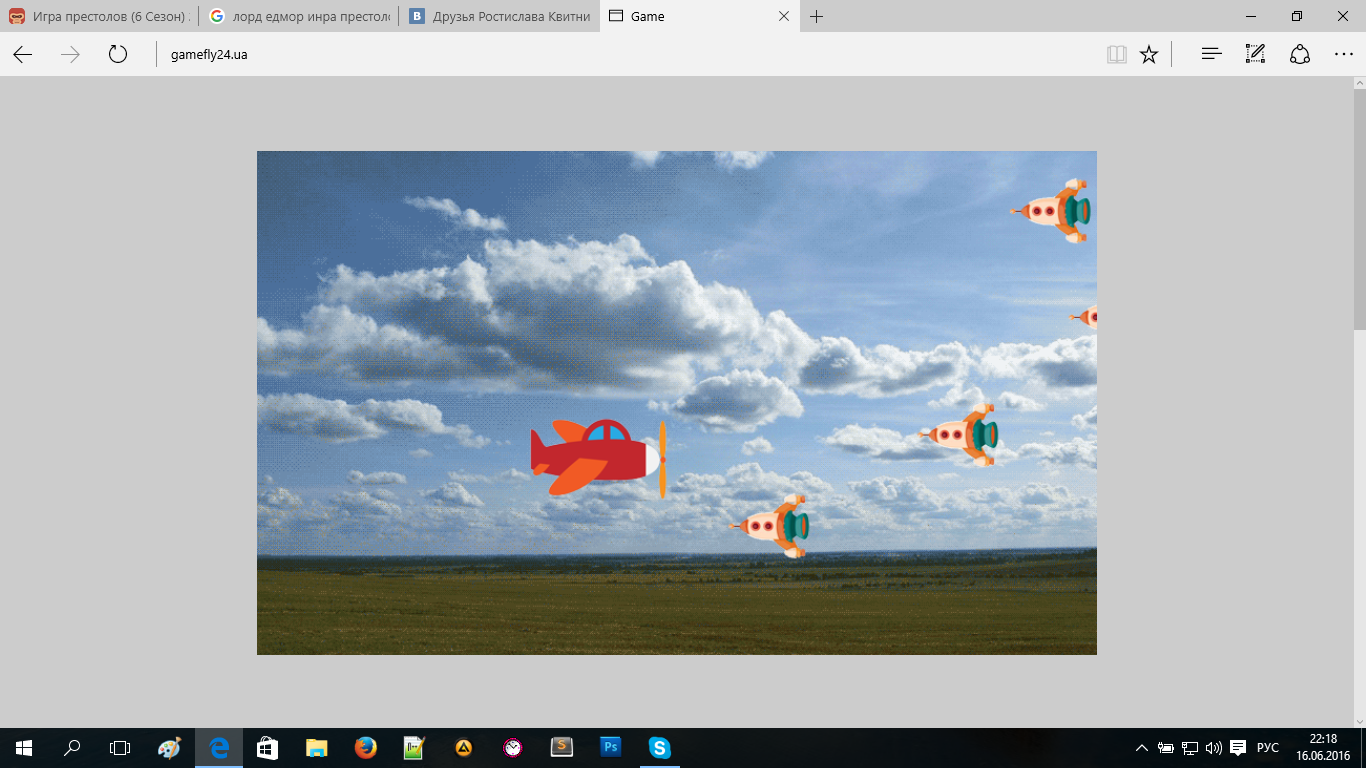 Игра престолов (6 Сезон)
лорд едмор инра престол
Друзья Ростислава Квитни
Game
gamefly24.ua
S
Ps
S
РУС
22:18
16.06.2016